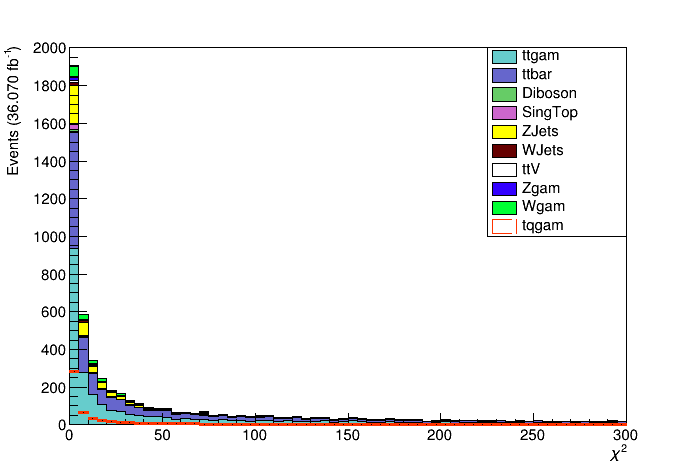 Events (36.070 fb⁻¹)
2000
1800
1600
1400
1200
1000
800
600
400
200
0
ttgam
ttbar
Diboson
SingTop
ZJets
WJets
ttV
Zgam
Wgam
tqgam
0 50 100 150 200 250 300
χ²